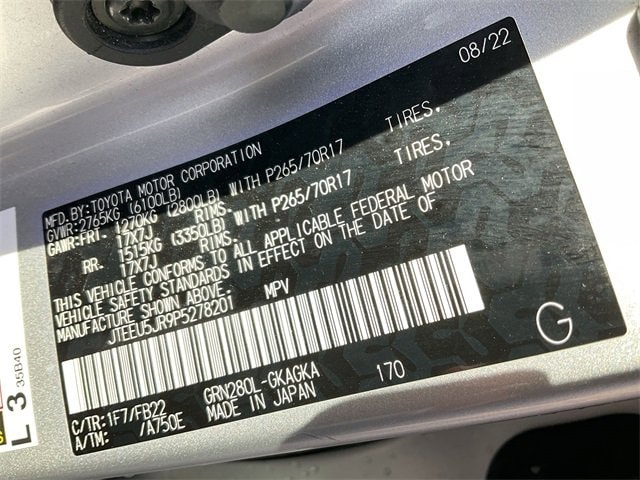 08/22
MFD.BY:TOYOTA MOTOR CORPORATION
GVWR:2765KG (6100LB)
GAWR:FRT- 1270KG (2800LB) WITH P265/70R17 TIRES,
17X7J RIMS.
RR- 1515KG (3350LB) WITH P265/70R17 TIRES,
17X7J RIMS.
THIS VEHICLE CONFORMS TO ALL APPLICABLE FEDERAL MOTOR
VEHICLE SAFETY STANDARDS IN EFFECT ON THE DATE OF
MANUFACTURE SHOWN ABOVE.
JTEEU5JR9P5278201 MPV
C/TR:1F7/FB22 GRN280L-GKAGKA 170
A/TM: /A750E MADE IN JAPAN
G
L 3
35B40